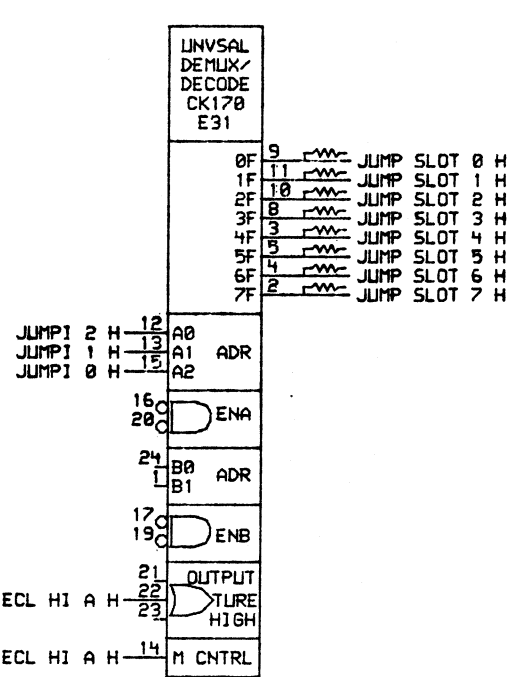 UNVSAL
DEMUX/
DECODE
CK170
E31
0F 9 JUMP SLOT 0 H
1F 11 JUMP SLOT 1 H
2F 10 JUMP SLOT 2 H
3F 8 JUMP SLOT 3 H
4F 3 JUMP SLOT 4 H
5F 5 JUMP SLOT 5 H
6F 4 JUMP SLOT 6 H
7F 2 JUMP SLOT 7 H
JUMPI 2 H 12 A0
JUMPI 1 H 13 A1 ADR
JUMPI 0 H 15 A2
16
20 ENA
24 B0
1 B1 ADR
17
19 ENB
21 OUTPUT
ECL HI A H 22 TURE
23 HIGH
ECL HI A H 14 M CNTRL